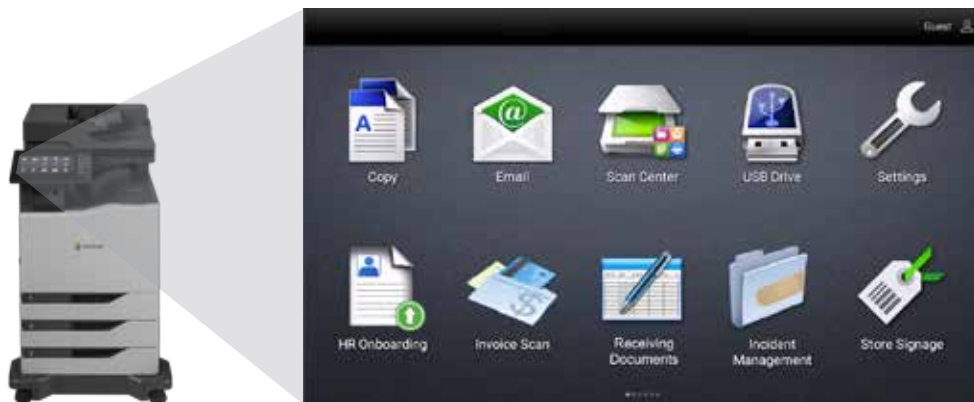 Guest
Copy
Email
Scan Center
USB Drive
Settings
HR Onboarding
Invoice Scan
Receiving
Documents
Incident
Management
Store Signage